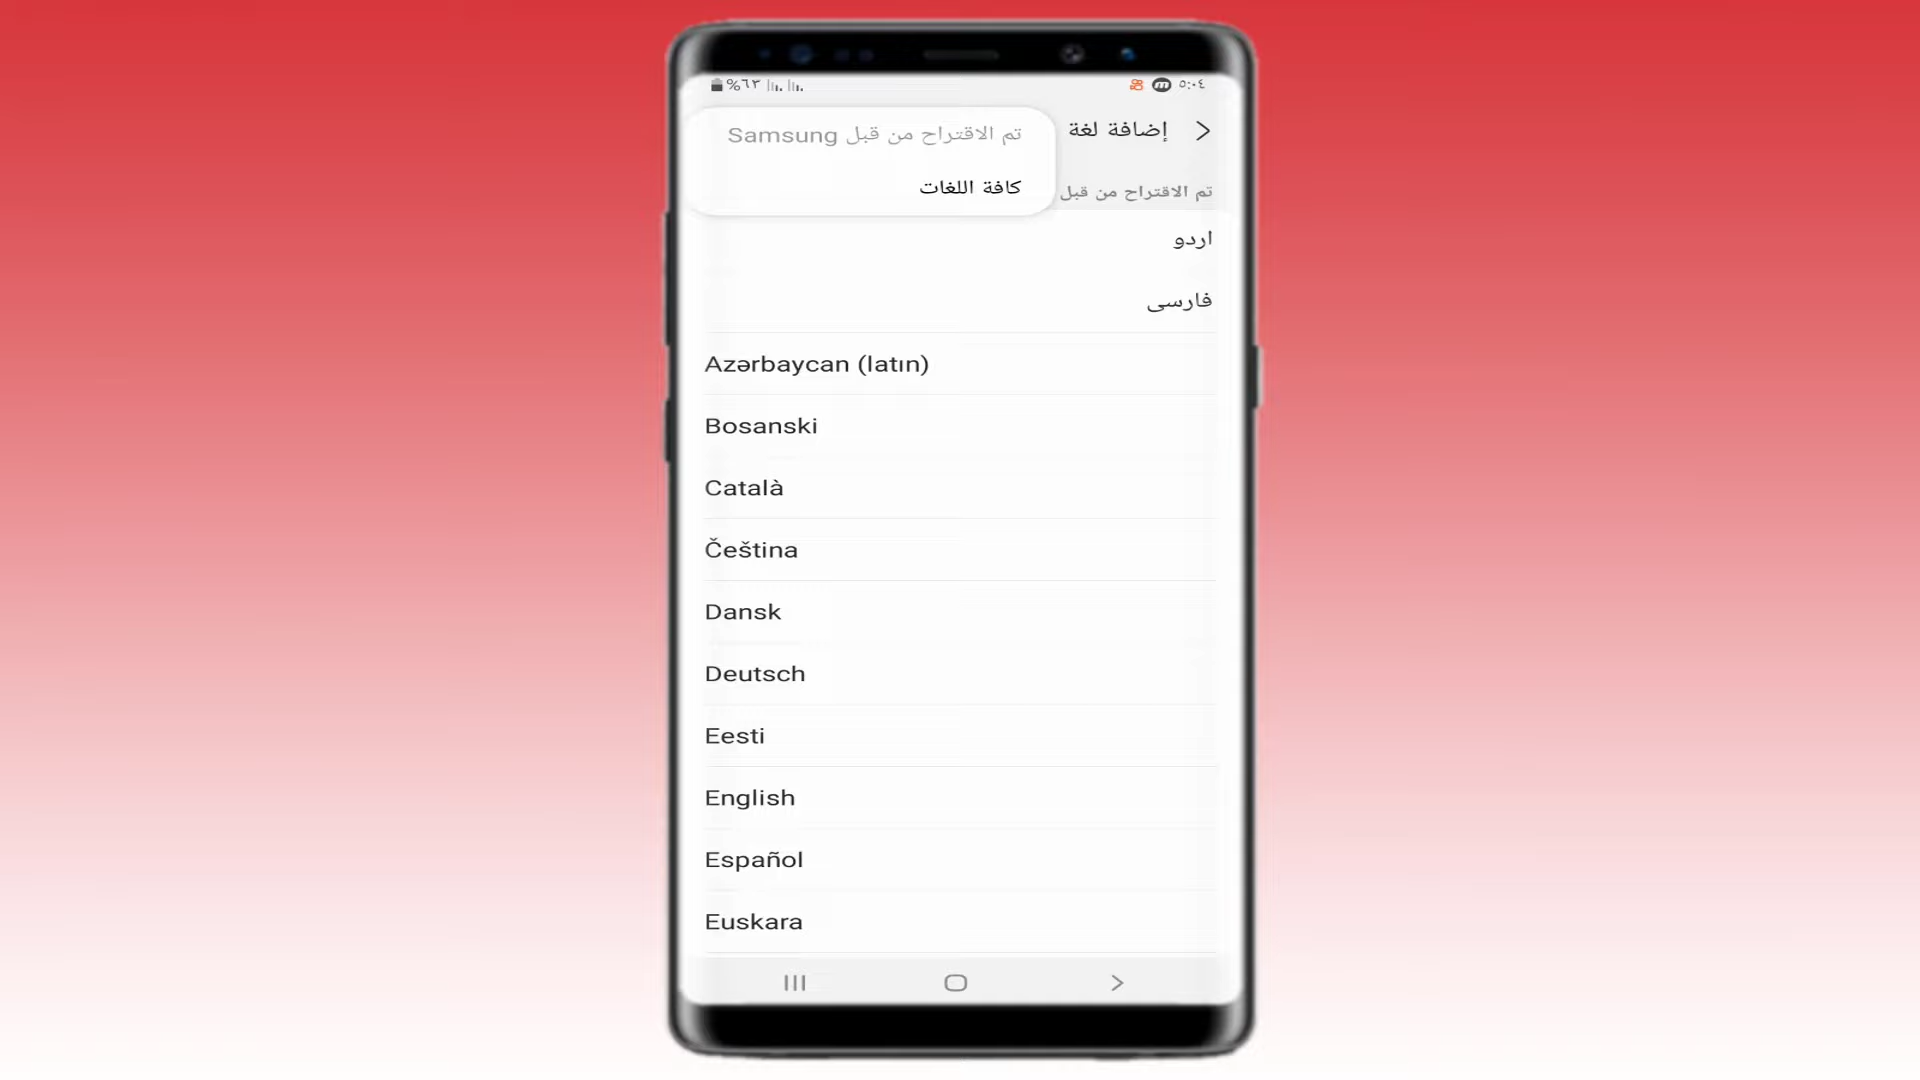 ٥:٠٤
%٦٣
إضافة لغة
تم الاقتراح من قبل Samsung
كافة اللغات
تم الاقتراح من قبل
اردو
فارسی
Azərbaycan (latın)
Bosanski
Català
Čeština
Dansk
Deutsch
Eesti
English
Español
Euskara